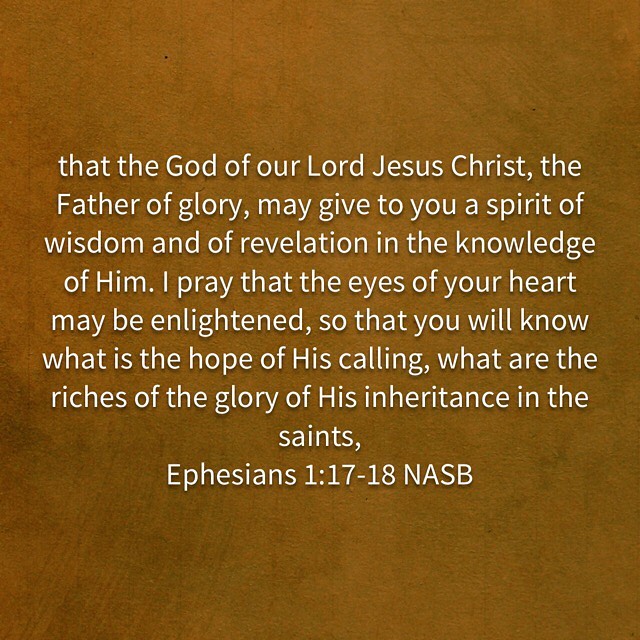 that the God of our Lord Jesus Christ, the
Father of glory, may give to you a spirit of
wisdom and of revelation in the knowledge
of Him. I pray that the eyes of your heart
may be enlightened, so that you will know
what is the hope of His calling, what are the
riches of the glory of His inheritance in the
saints,
Ephesians 1:17-18 NASB